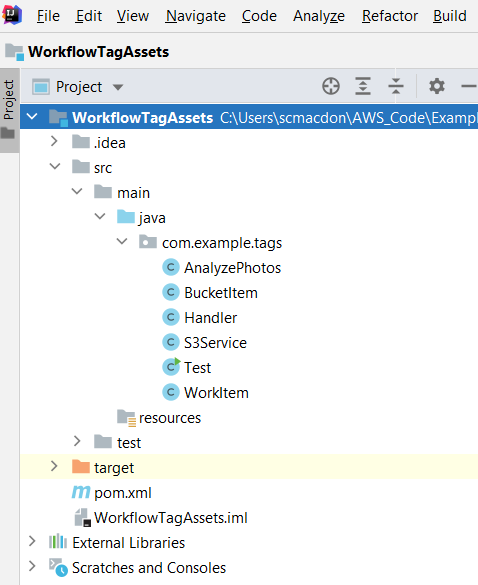 IJ File Edit View Navigate Code Analyze Refactor Build
WorkflowTagAssets
Project
Project
WorkflowTagAssets C:\Users\scmacdon\AWS_Code\Exampl
.idea
src
main
java
com.example.tags
C AnalyzePhotos
C BucketItem
C Handler
C S3Service
C Test
C WorkItem
resources
test
target
m pom.xml
WorkflowTagAssets.iml
External Libraries
Scratches and Consoles